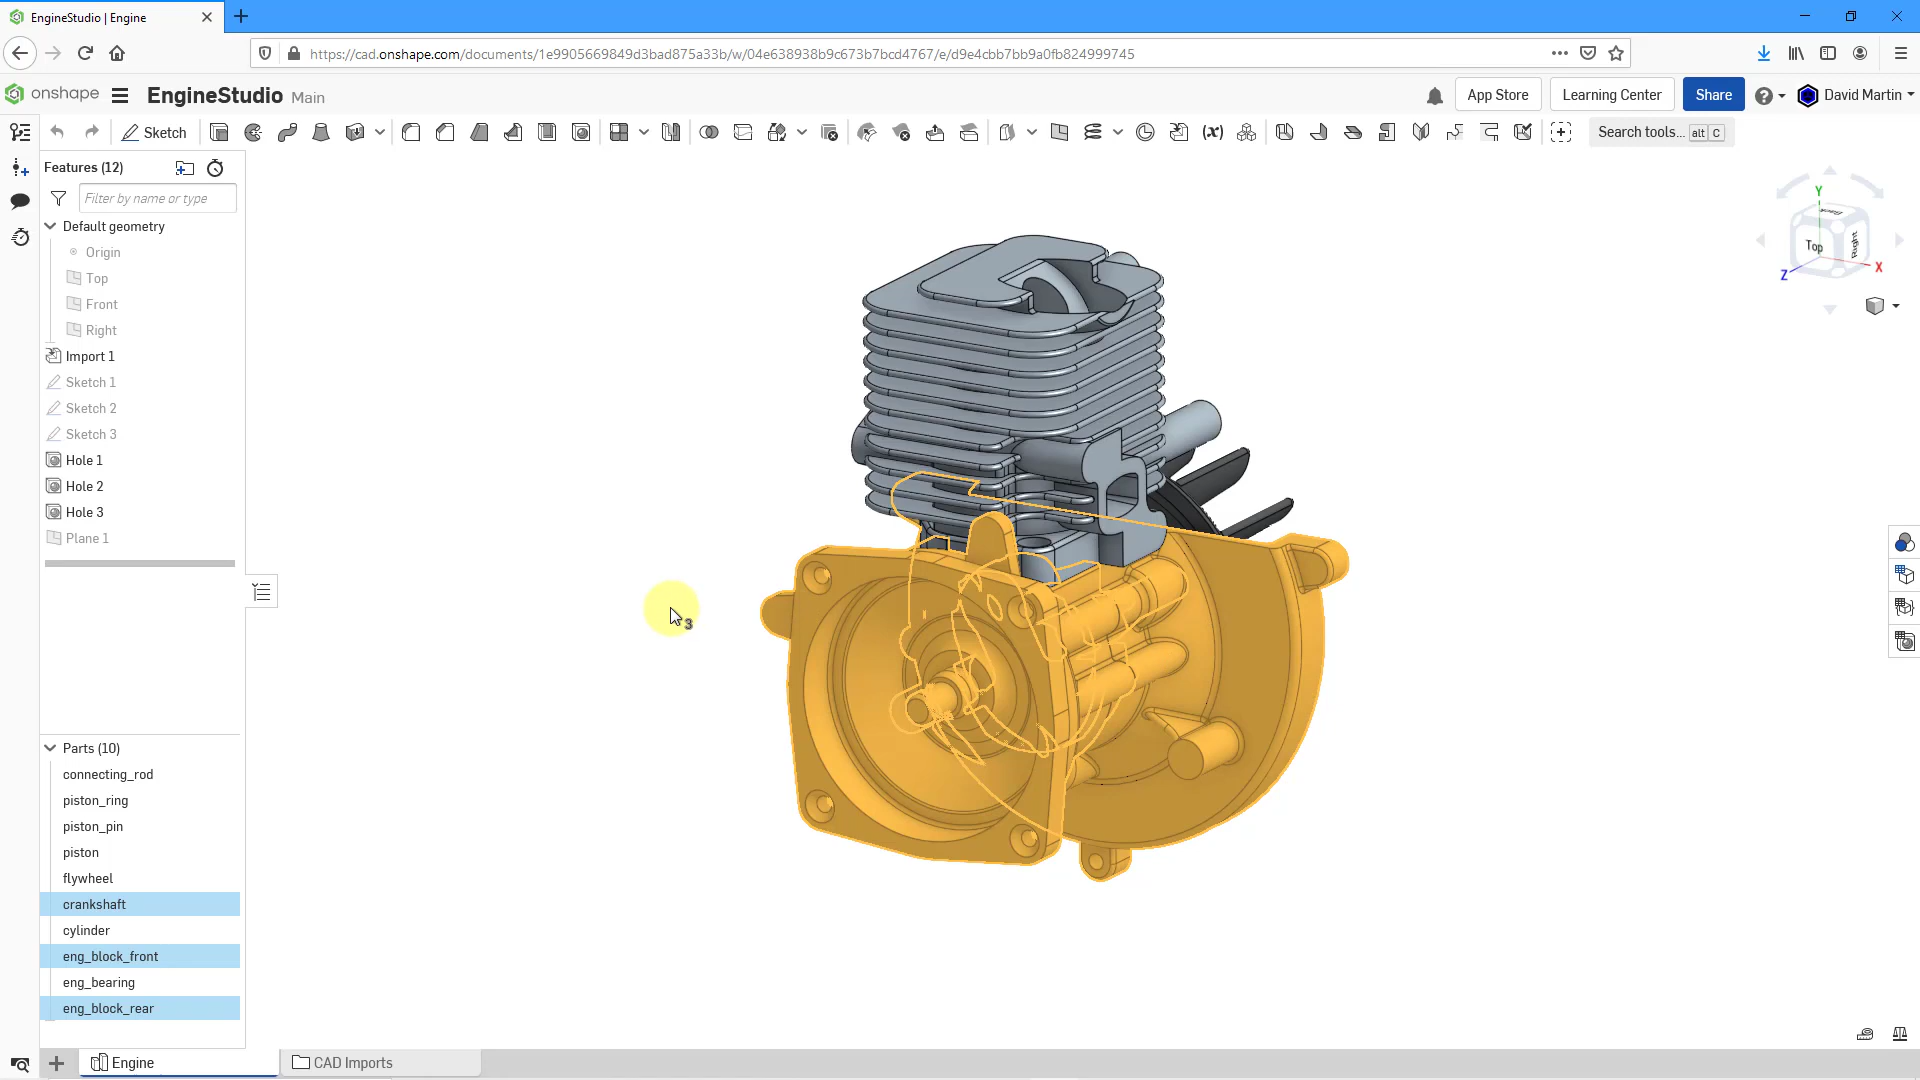 EngineStudio | Engine
https://cad.onshape.com/documents/1e9905669849d3bad875a33b/w/04e638938b9c673b7bcd4767/e/d9e4cbb7bb9a0fb824999745
onshape
EngineStudio Main
App Store
Learning Center
Share
David Martin
Sketch
Search tools... alt C
Features (12)
Filter by name or type
Default geometry
Origin
Top
Front
Right
Import 1
Sketch 1
Sketch 2
Sketch 3
Hole 1
Hole 2
Hole 3
Plane 1
Parts (10)
connecting_rod
piston_ring
piston_pin
piston
flywheel
crankshaft
cylinder
eng_block_front
eng_bearing
eng_block_rear
3
Y
Back
Top
Right
Z
X
Engine
CAD Imports